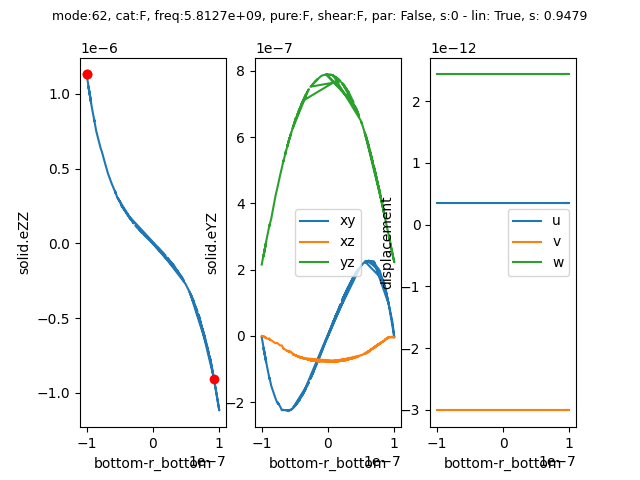 mode:62, cat:F, freq:5.8127e+09, pure:F, shear:F, par: False, s:0 - lin: True, s: 0.9479
1e−6
1.0
0.5
0.0
−0.5
−1.0
solid.eZZ
−1
0
1
1e−7
bottom-r_bottom
1e−7
8
6
4
2
0
−2
solid.eYZ
xy
xz
yz
−1
0
1
1e−7
bottom-r_bottom
1e−12
2
1
0
−1
−2
−3
displacement
u
v
w
−1
0
1
1e−7
bottom-r_bottom